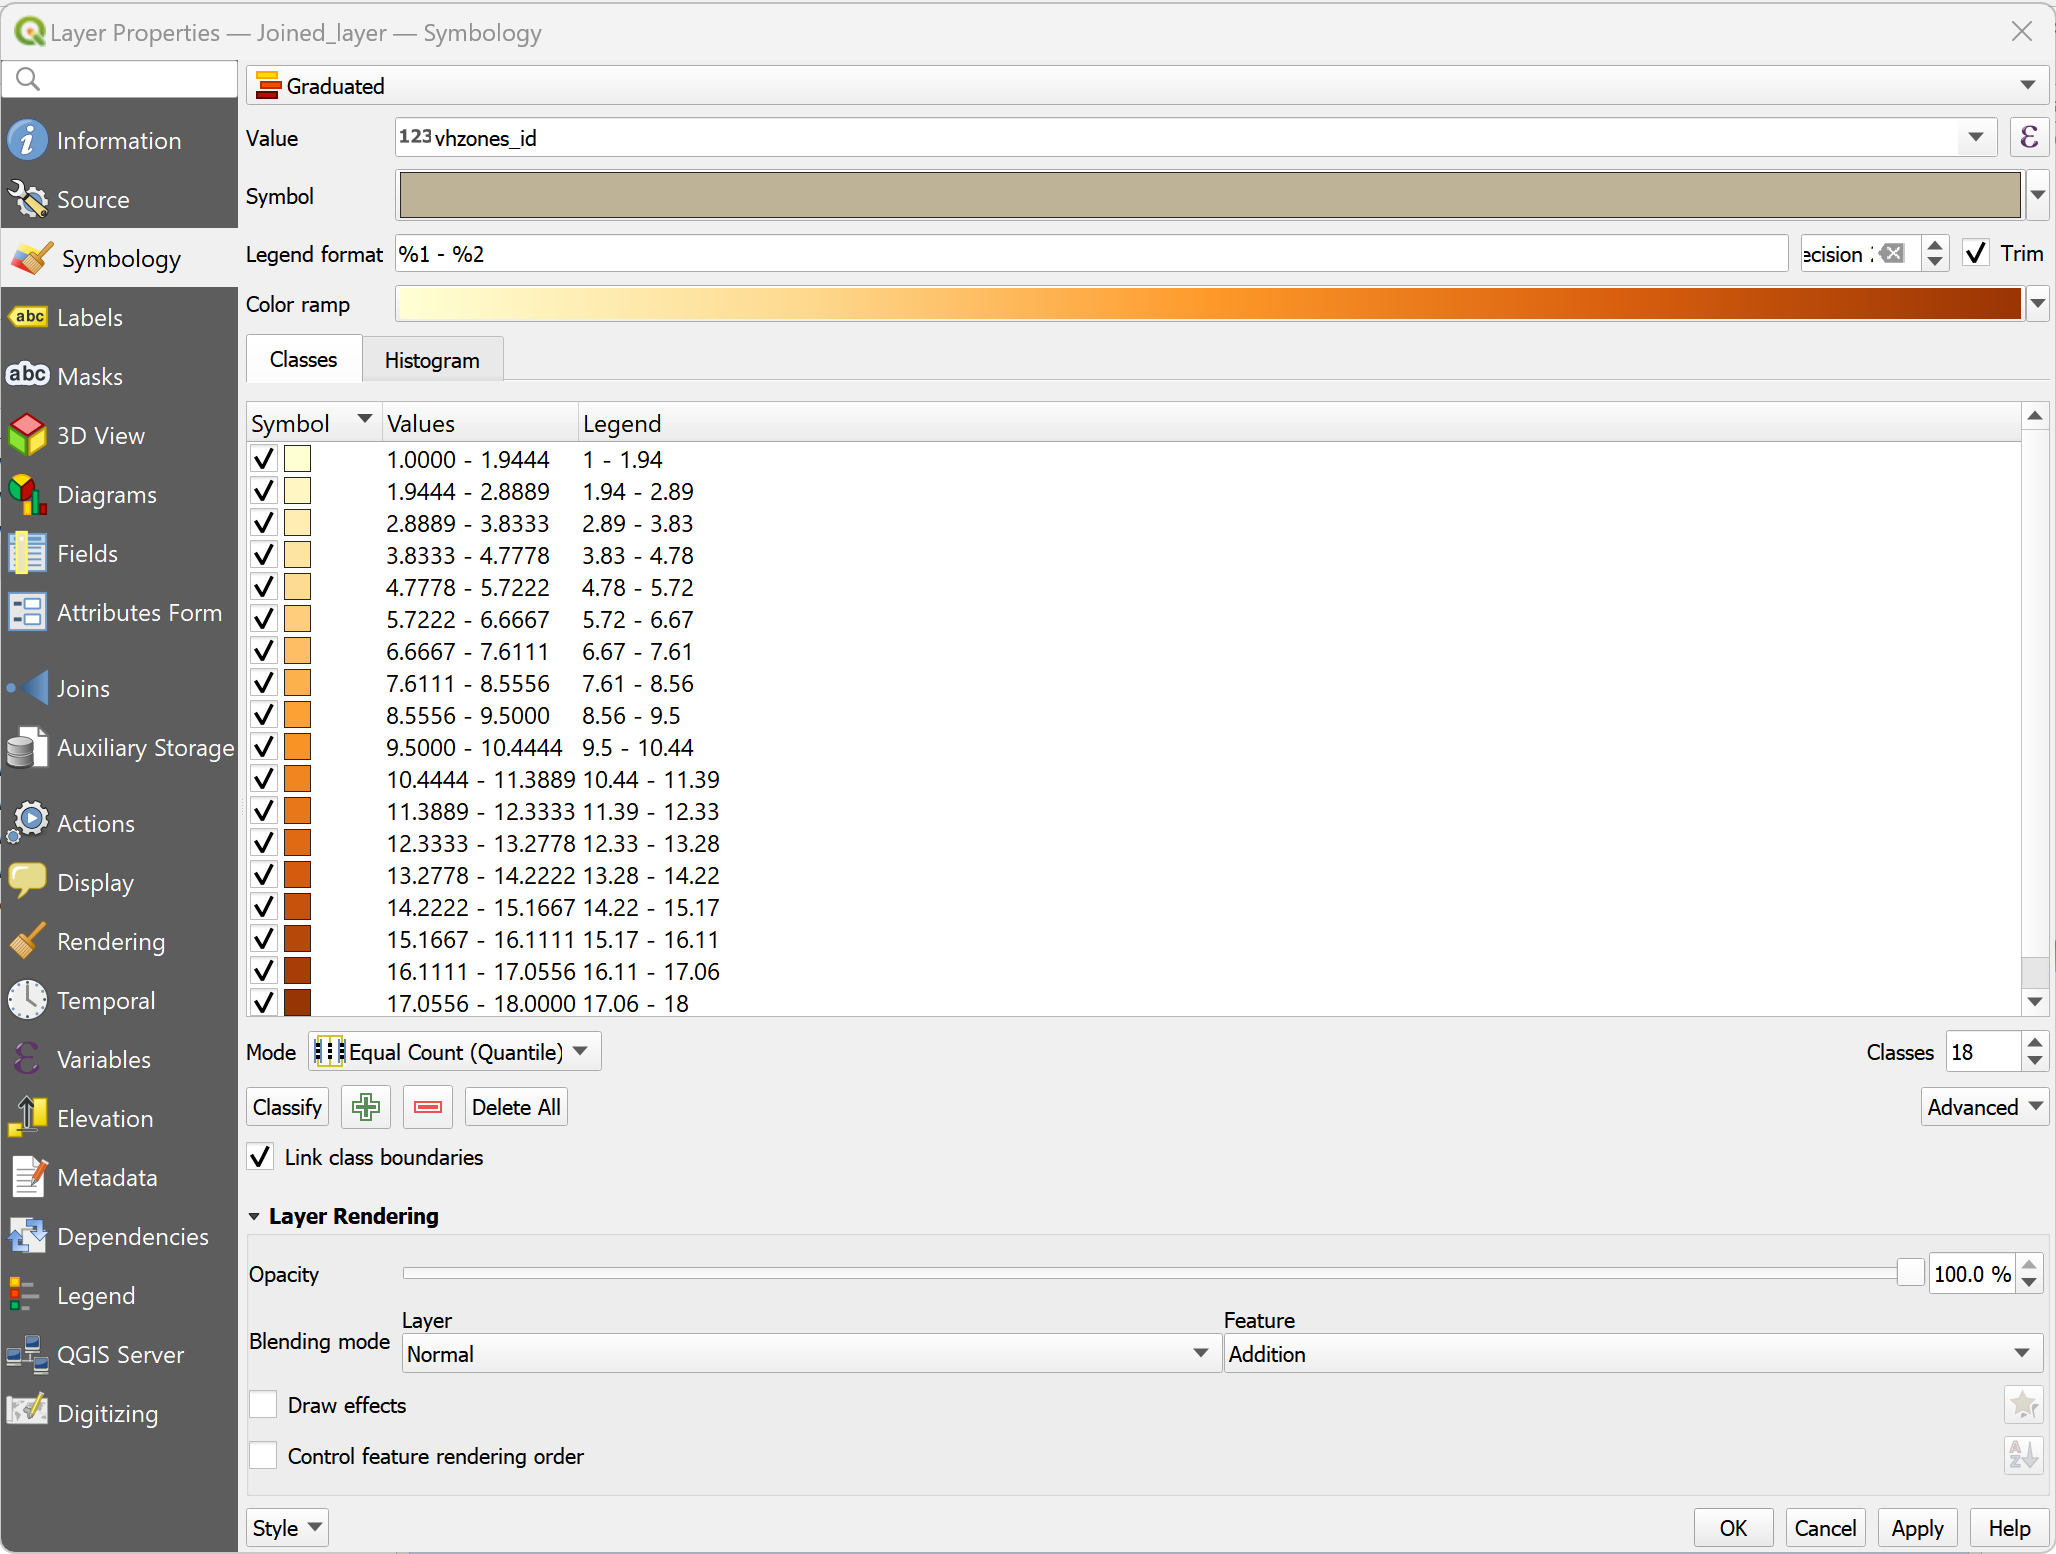 Layer Properties — Joined_layer — Symbology
Information
Source
Symbology
Labels
Masks
3D View
Diagrams
Fields
Attributes Form
Joins
Auxiliary Storage
Actions
Display
Rendering
Temporal
Variables
Elevation
Metadata
Dependencies
Legend
QGIS Server
Digitizing
Graduated
Value 123 vhzones_id ε
Symbol
Legend format %1 - %2 ecision Trim
Color ramp
Classes Histogram
Symbol Values Legend
1.0000 - 1.9444 1 - 1.94
1.9444 - 2.8889 1.94 - 2.89
2.8889 - 3.8333 2.89 - 3.83
3.8333 - 4.7778 3.83 - 4.78
4.7778 - 5.7222 4.78 - 5.72
5.7222 - 6.6667 5.72 - 6.67
6.6667 - 7.6111 6.67 - 7.61
7.6111 - 8.5556 7.61 - 8.56
8.5556 - 9.5000 8.56 - 9.5
9.5000 - 10.4444 9.5 - 10.44
10.4444 - 11.3889 10.44 - 11.39
11.3889 - 12.3333 11.39 - 12.33
12.3333 - 13.2778 12.33 - 13.28
13.2778 - 14.2222 13.28 - 14.22
14.2222 - 15.1667 14.22 - 15.17
15.1667 - 16.1111 15.17 - 16.11
16.1111 - 17.0556 16.11 - 17.06
17.0556 - 18.0000 17.06 - 18
Mode Equal Count (Quantile) Classes 18
Classify Delete All Advanced
Link class boundaries
Layer Rendering
Opacity 100.0 %
Layer Feature
Blending mode Normal Addition
Draw effects
Control feature rendering order
Style OK Cancel Apply Help